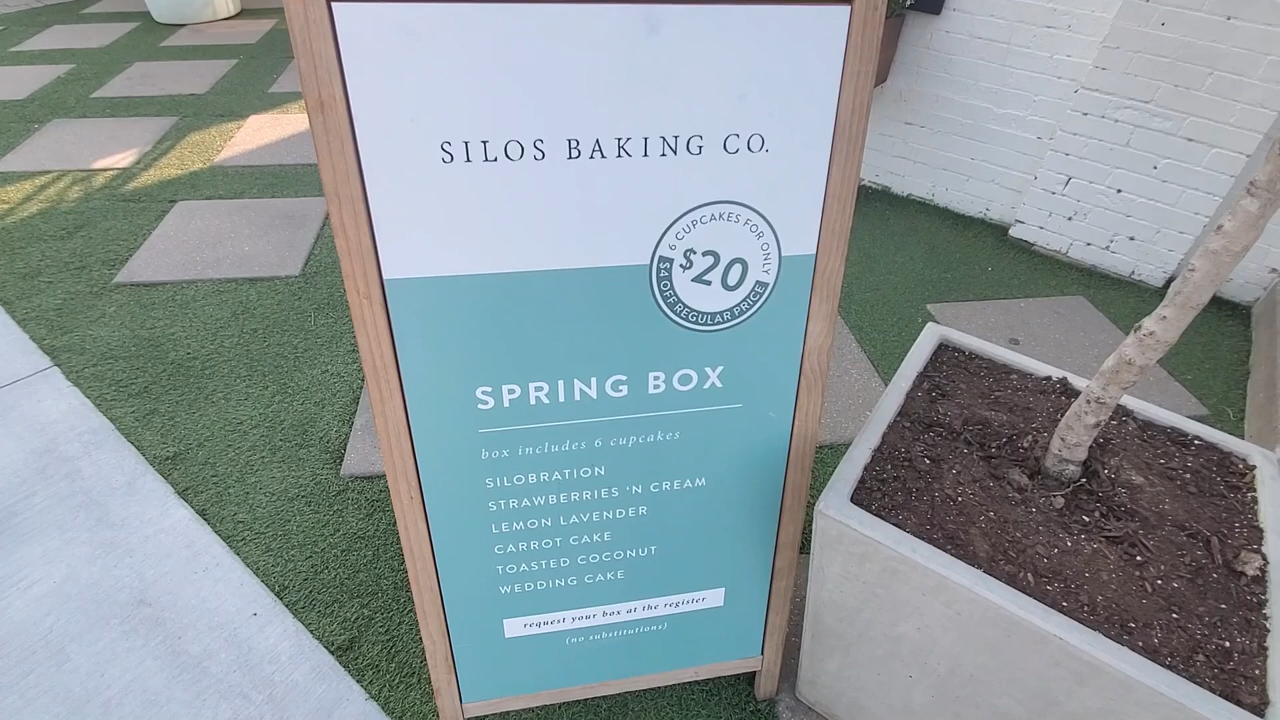 SILOS BAKING CO.
6 CUPCAKES FOR ONLY
$20
$4 OFF REGULAR PRICE
SPRING BOX
box includes 6 cupcakes
SILOBRATION
STRAWBERRIES 'N CREAM
LEMON LAVENDER
CARROT CAKE
TOASTED COCONUT
WEDDING CAKE
request your box at the register
(no substitutions)